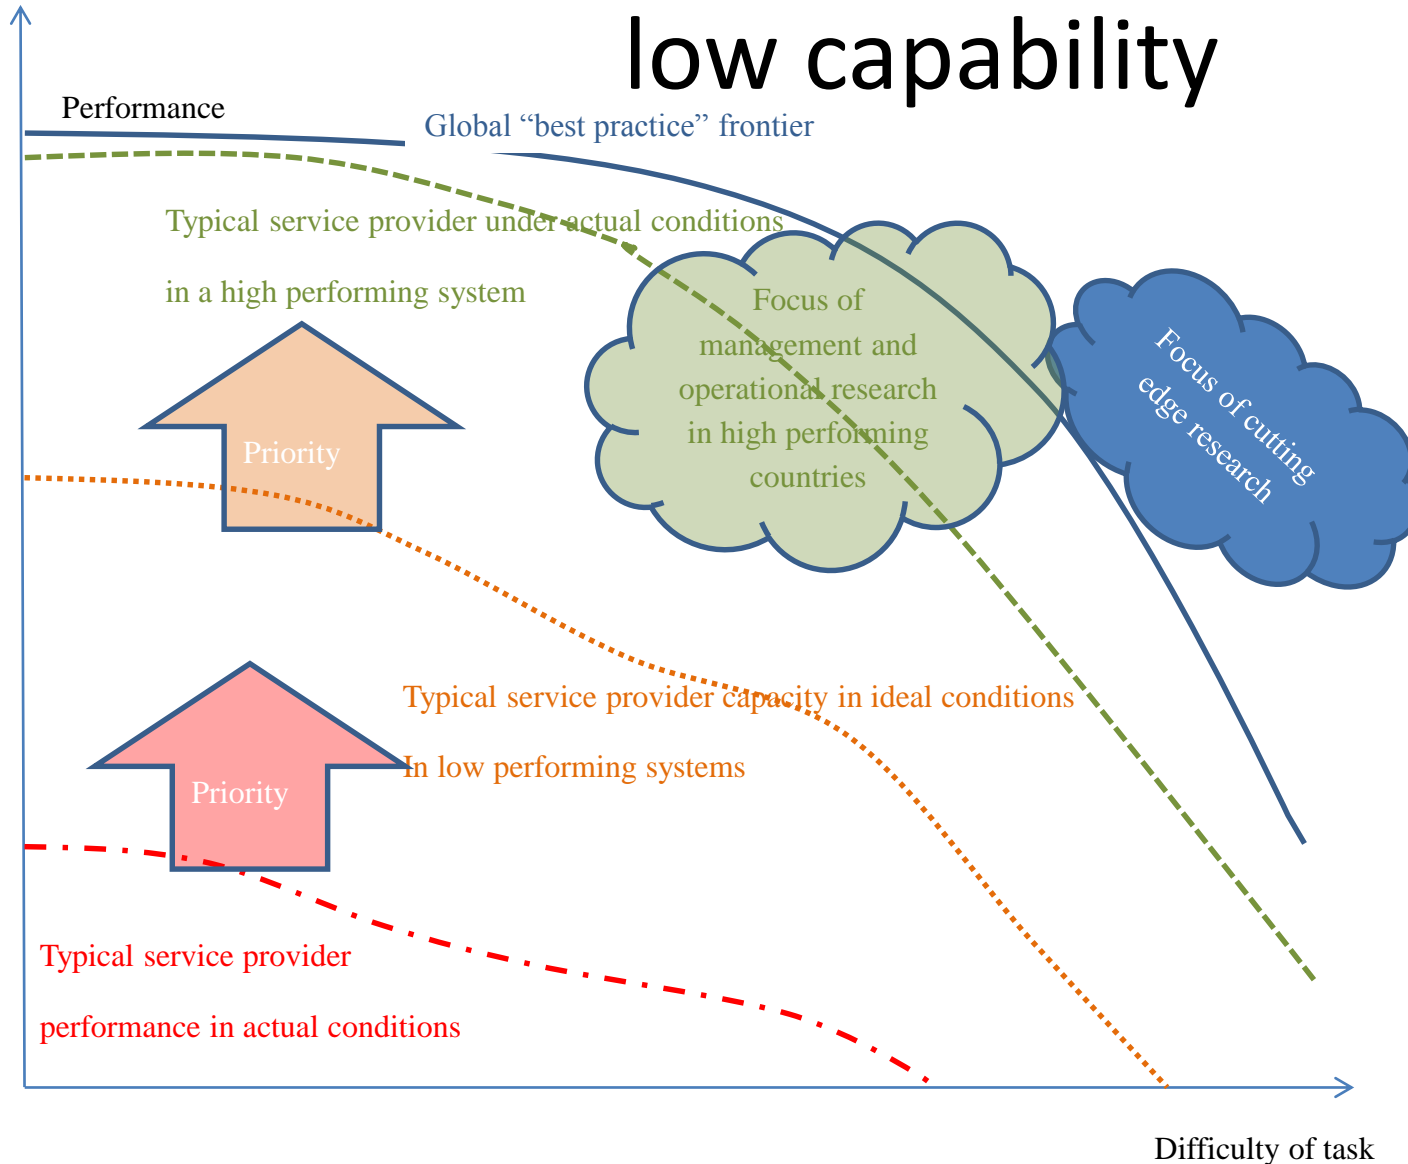 low capability
Performance
Global “best practice” frontier
Typical service provider under actual conditions
in a high performing system
Focus of
management and
operational research
in high performing
countries
Focus of cutting
edge research
Priority
Typical service provider capacity in ideal conditions
In low performing systems
Priority
Typical service provider
performance in actual conditions
Difficulty of task